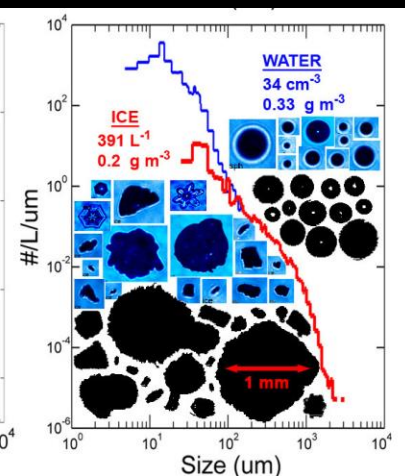 10⁴
WATER
34 cm⁻³
0.33 g m⁻³
10²
ICE
391 L⁻¹
0.2 g m⁻³
10⁰
#/L/um
10⁻²
10⁻⁴
1 mm
10⁻⁶
10⁰ 10¹ 10² 10³ 10⁴
Size (um)